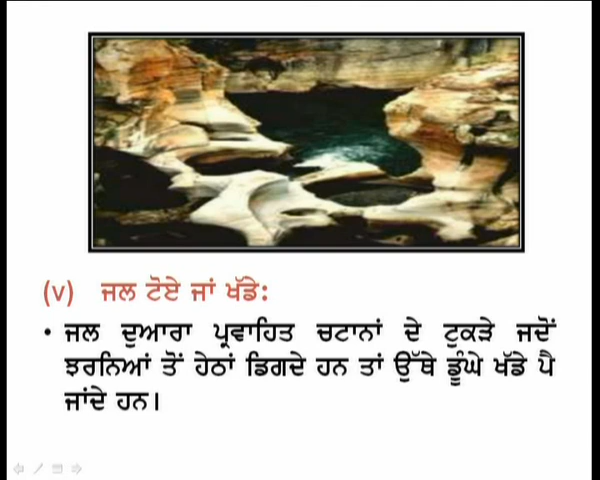 (v) ਜਲ ਟੋਏ ਜਾਂ ਖੱਡੇ:
• ਜਲ ਦੁਆਰਾ ਪ੍ਰਵਾਹਿਤ ਚਟਾਨਾਂ ਦੇ ਟੁਕੜੇ ਜਦੋਂ
ਝਰਨਿਆਂ ਤੋਂ ਹੇਠਾਂ ਡਿਗਦੇ ਹਨ ਤਾਂ ਉੱਥੇ ਡੂੰਘੇ ਖੱਡੇ ਪੈ
ਜਾਂਦੇ ਹਨ।